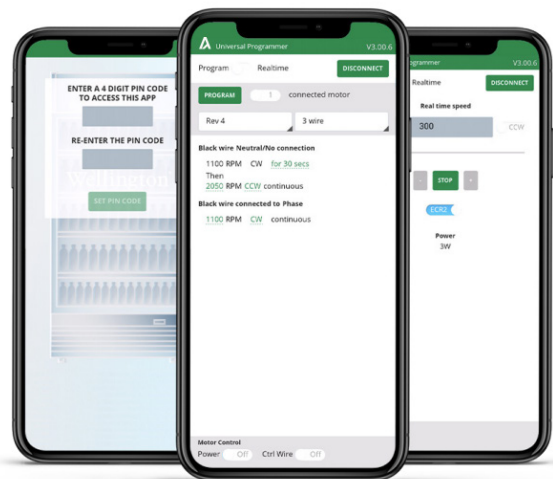 ENTER A 4 DIGIT PIN CODE
TO ACCESS THIS APP
RE-ENTER THE PIN CODE
Wellington
SET PIN CODE
Universal Programmer V3.00.6
Program Realtime DISCONNECT
PROGRAM 1 connected motor
Rev 4 3 wire
Black wire Neutral/No connection
1100 RPM CW for 30 secs
Then
2050 RPM CCW continuous
Black wire connected to Phase
1100 RPM CW continuous
Motor Control
Power Off Ctrl Wire Off
ogrammer V3.00.6
Realtime DISCONNECT
Real time speed
300 CCW
STOP +
ECR2
Power
3W